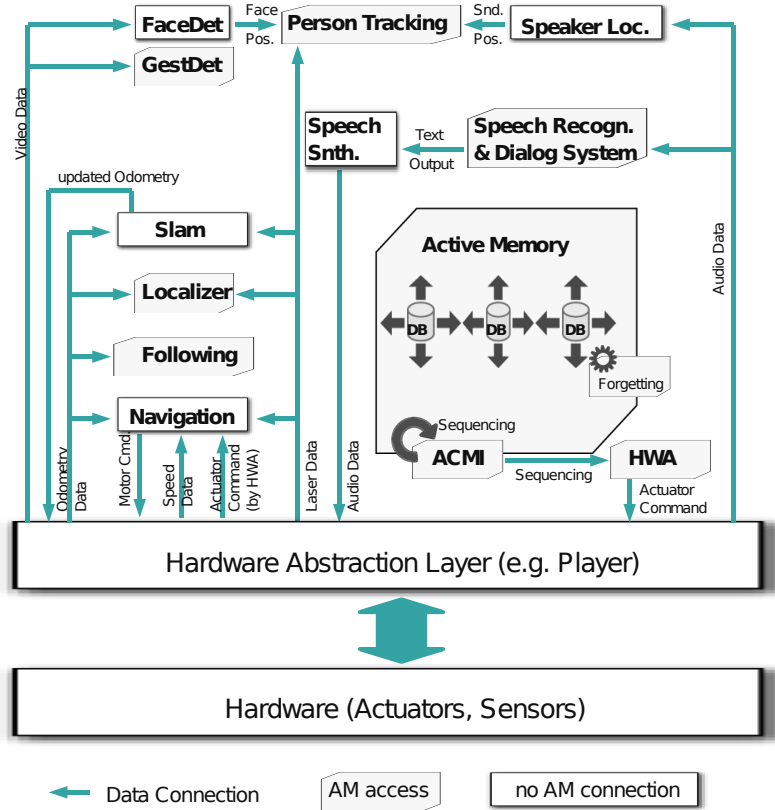 FaceDet
Face
Pos.
Person Tracking
Snd.
Pos.
Speaker Loc.
GestDet
Video Data
Speech
Snth.
Text
Output
Speech Recogn.
& Dialog System
updated Odometry
Slam
Localizer
Following
Navigation
Active Memory
DB
DB
DB
Forgetting
Audio Data
Sequencing
ACMI
Sequencing
HWA
Actuator
Command
Odometry
Data
Motor Cmd.
Speed
Data
Actuator
Command
(by HWA)
Laser Data
Audio Data
Hardware Abstraction Layer (e.g. Player)
Hardware (Actuators, Sensors)
Data Connection
AM access
no AM connection